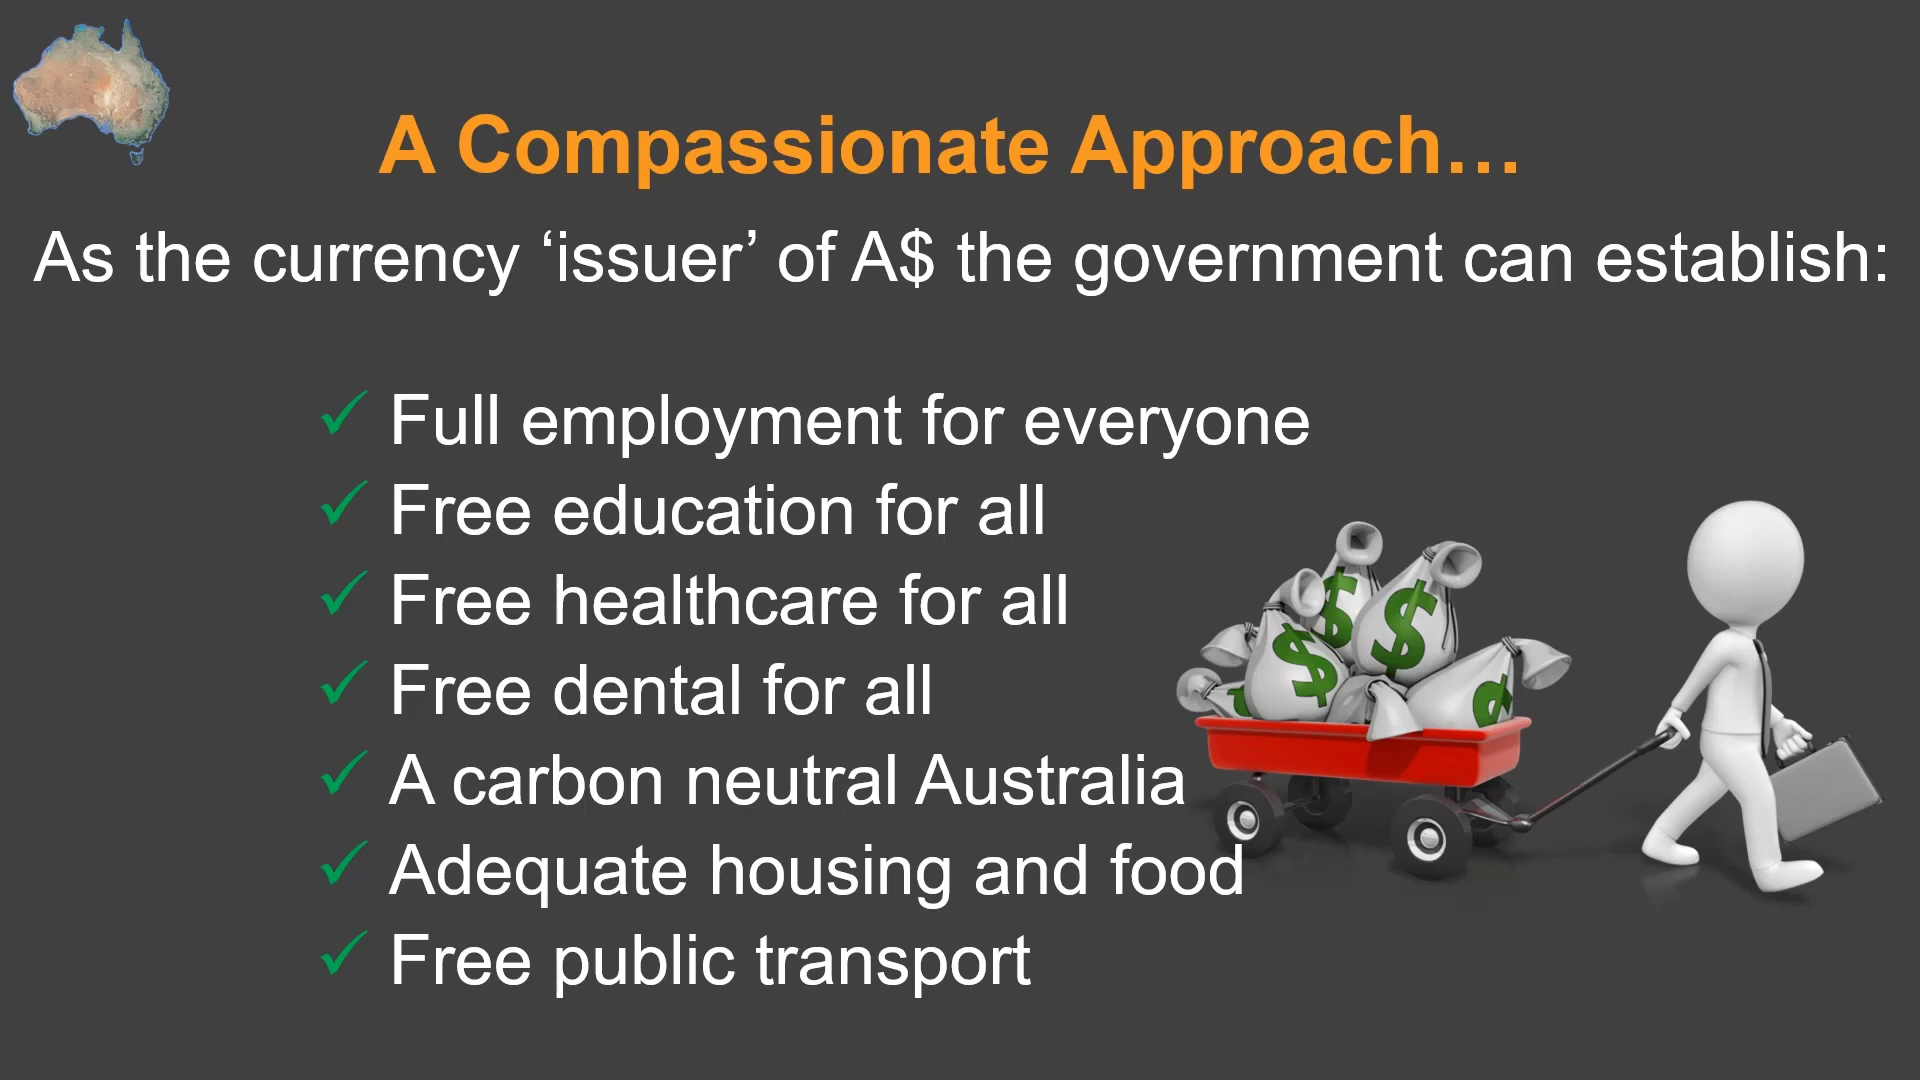 A Compassionate Approach…
As the currency ‘issuer’ of A$ the government can establish:
✓ Full employment for everyone
✓ Free education for all
✓ Free healthcare for all
✓ Free dental for all
✓ A carbon neutral Australia
✓ Adequate housing and food
✓ Free public transport
$ $ $ $